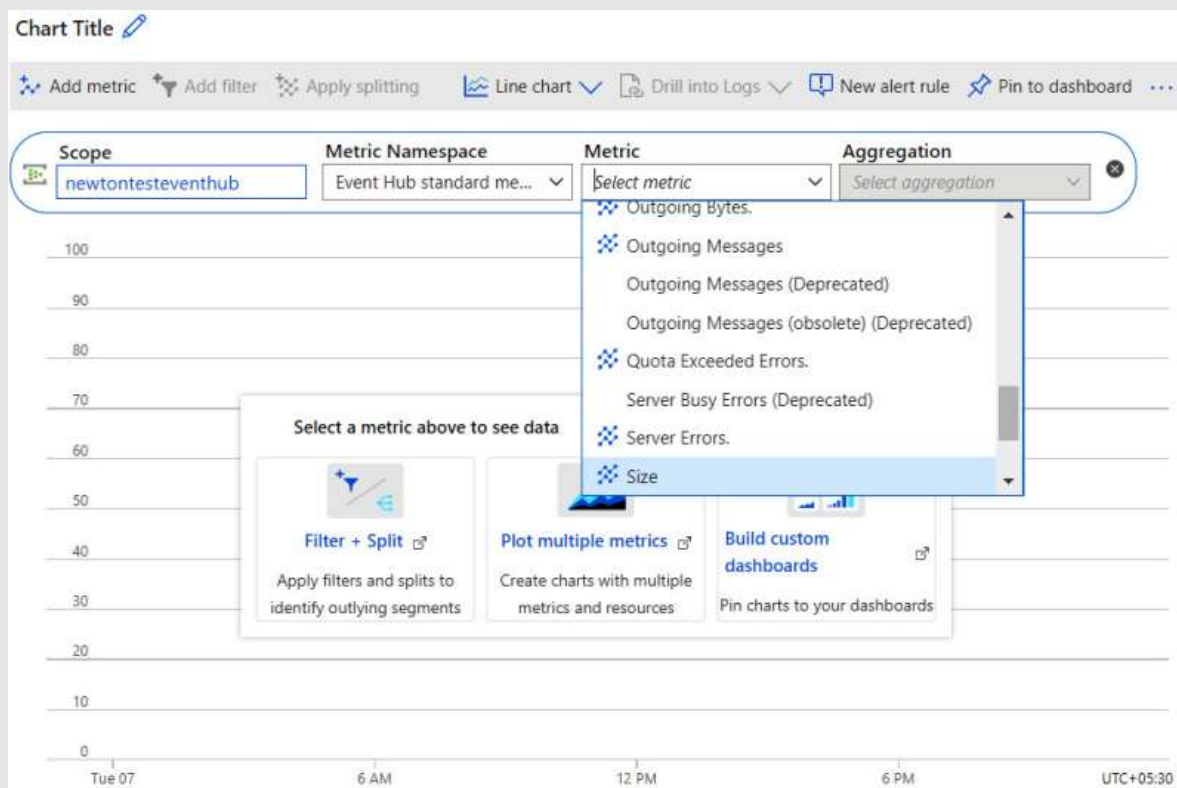 Chart Title
Add metric Add filter Apply splitting Line chart Drill into Logs New alert rule Pin to dashboard ...
Scope Metric Namespace Metric Aggregation
newtontesteventhub Event Hub standard me... Select metric Select aggregation
Outgoing Bytes.
Outgoing Messages
Outgoing Messages (Deprecated)
Outgoing Messages (obsolete) (Deprecated)
Quota Exceeded Errors.
Server Busy Errors (Deprecated)
Server Errors.
Size
100
90
80
70
60
50
40
30
20
10
0
Select a metric above to see data
Filter + Split
Apply filters and splits to
identify outlying segments
Plot multiple metrics
Create charts with multiple
metrics and resources
Build custom
dashboards
Pin charts to your dashboards
Tue 07 6 AM 12 PM 6 PM UTC+05:30